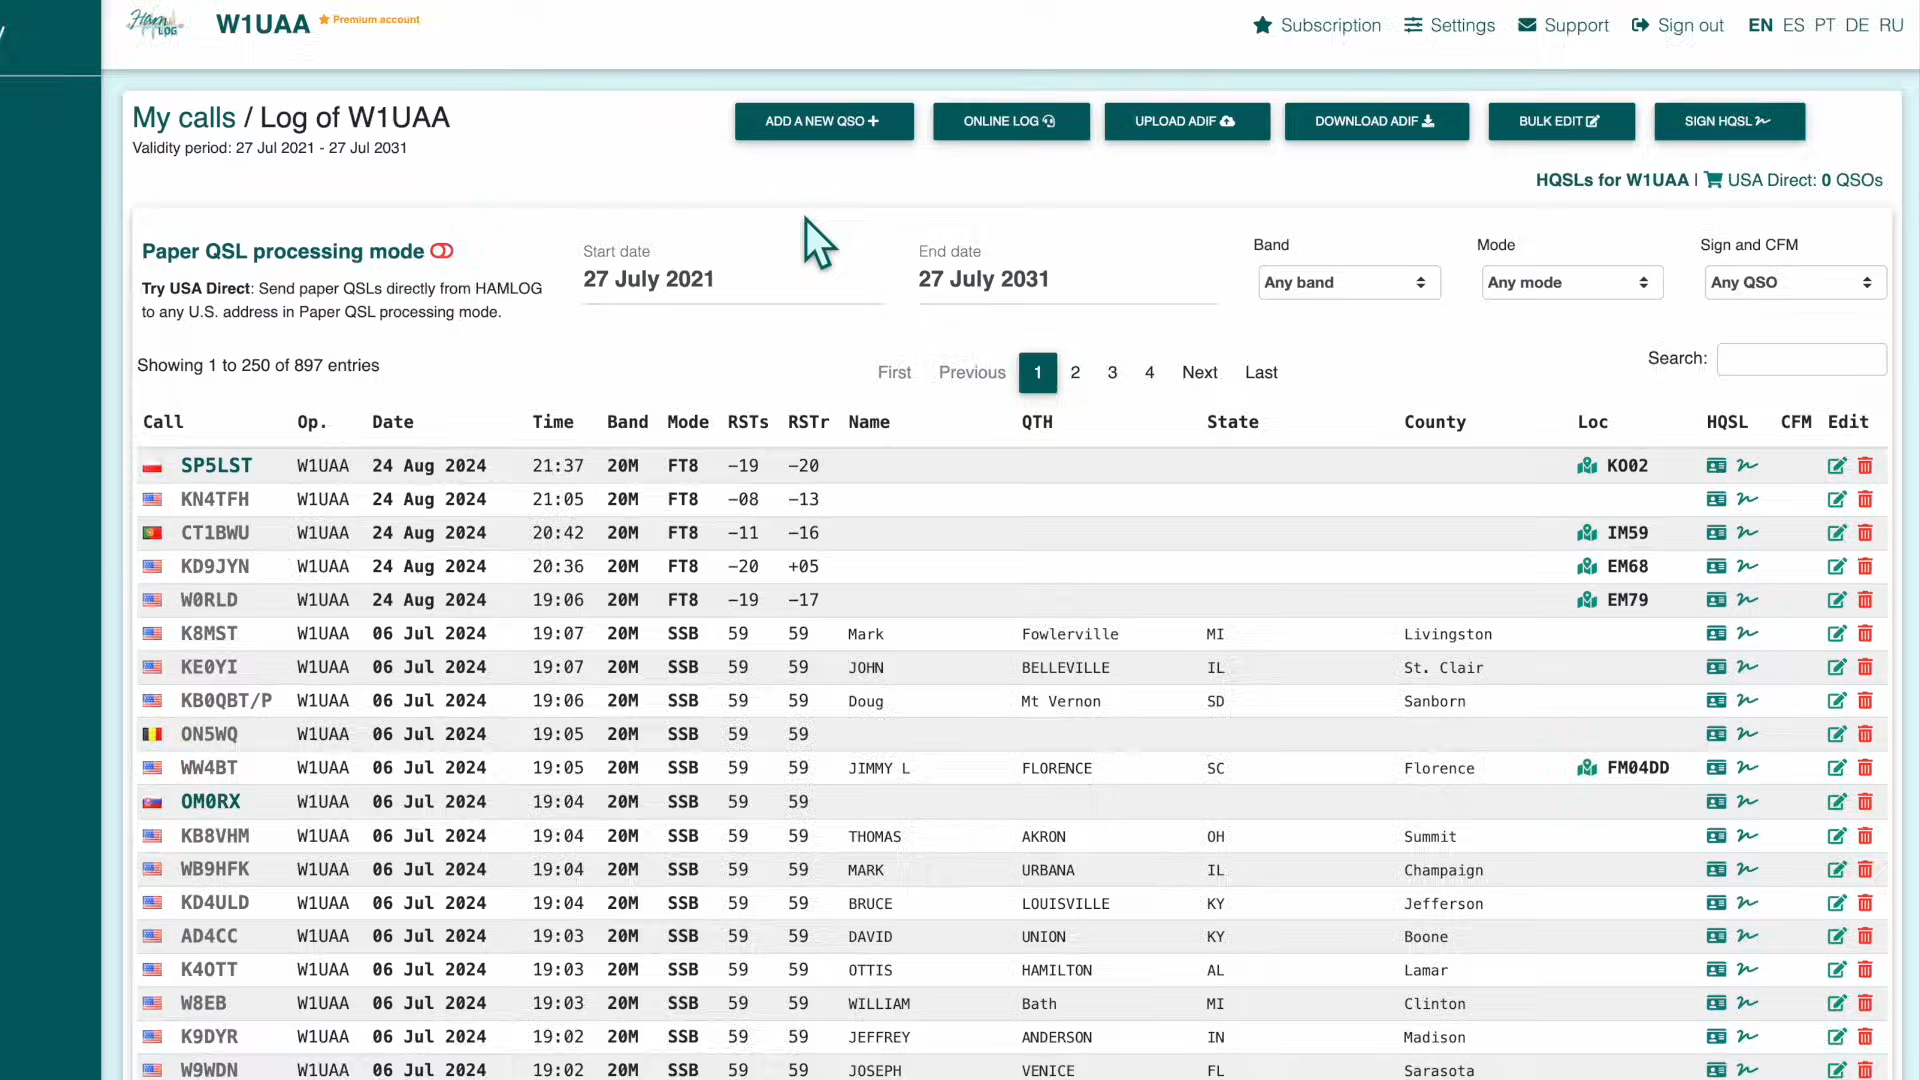 Ham LOG W1UAA Premium account Subscription Settings Support Sign out EN ES PT DE RU
My calls / Log of W1UAA ADD A NEW QSO ONLINE LOG UPLOAD ADIF DOWNLOAD ADIF BULK EDIT SIGN HQSL
Validity period: 27 Jul 2021 - 27 Jul 2031
HQSLs for W1UAA | USA Direct: 0 QSOs
Paper QSL processing mode Start date End date Band Mode Sign and CFM
27 July 2021 27 July 2031 Any band Any mode Any QSO
Try USA Direct: Send paper QSLs directly from HAMLOG
to any U.S. address in Paper QSL processing mode.
Showing 1 to 250 of 897 entries First Previous 1 2 3 4 Next Last Search:
Call Op. Date Time Band Mode RSTs RSTr Name QTH State County Loc HQSL CFM Edit
SP5LST W1UAA 24 Aug 2024 21:37 20M FT8 -19 -20 KO02
KN4TFH W1UAA 24 Aug 2024 21:05 20M FT8 -08 -13
CT1BWU W1UAA 24 Aug 2024 20:42 20M FT8 -11 -16 IM59
KD9JYN W1UAA 24 Aug 2024 20:36 20M FT8 -20 +05 EM68
W0RLD W1UAA 24 Aug 2024 19:06 20M FT8 -19 -17 EM79
K8MST W1UAA 06 Jul 2024 19:07 20M SSB 59 59 Mark Fowlerville MI Livingston
KE0YI W1UAA 06 Jul 2024 19:07 20M SSB 59 59 JOHN BELLEVILLE IL St. Clair
KB0QBT/P W1UAA 06 Jul 2024 19:06 20M SSB 59 59 Doug Mt Vernon SD Sanborn
ON5WQ W1UAA 06 Jul 2024 19:05 20M SSB 59 59
WW4BT W1UAA 06 Jul 2024 19:05 20M SSB 59 59 JIMMY L FLORENCE SC Florence FM04DD
OM0RX W1UAA 06 Jul 2024 19:04 20M SSB 59 59
KB8VHM W1UAA 06 Jul 2024 19:04 20M SSB 59 59 THOMAS AKRON OH Summit
WB9HFK W1UAA 06 Jul 2024 19:04 20M SSB 59 59 MARK URBANA IL Champaign
KD4ULD W1UAA 06 Jul 2024 19:04 20M SSB 59 59 BRUCE LOUISVILLE KY Jefferson
AD4CC W1UAA 06 Jul 2024 19:03 20M SSB 59 59 DAVID UNION KY Boone
K4OTT W1UAA 06 Jul 2024 19:03 20M SSB 59 59 OTTIS HAMILTON AL Lamar
W8EB W1UAA 06 Jul 2024 19:03 20M SSB 59 59 WILLIAM Bath MI Clinton
K9DYR W1UAA 06 Jul 2024 19:02 20M SSB 59 59 JEFFREY ANDERSON IN Madison
W9WDN W1UAA 06 Jul 2024 19:02 20M SSB 59 59 JOSEPH VENICE FL Sarasota